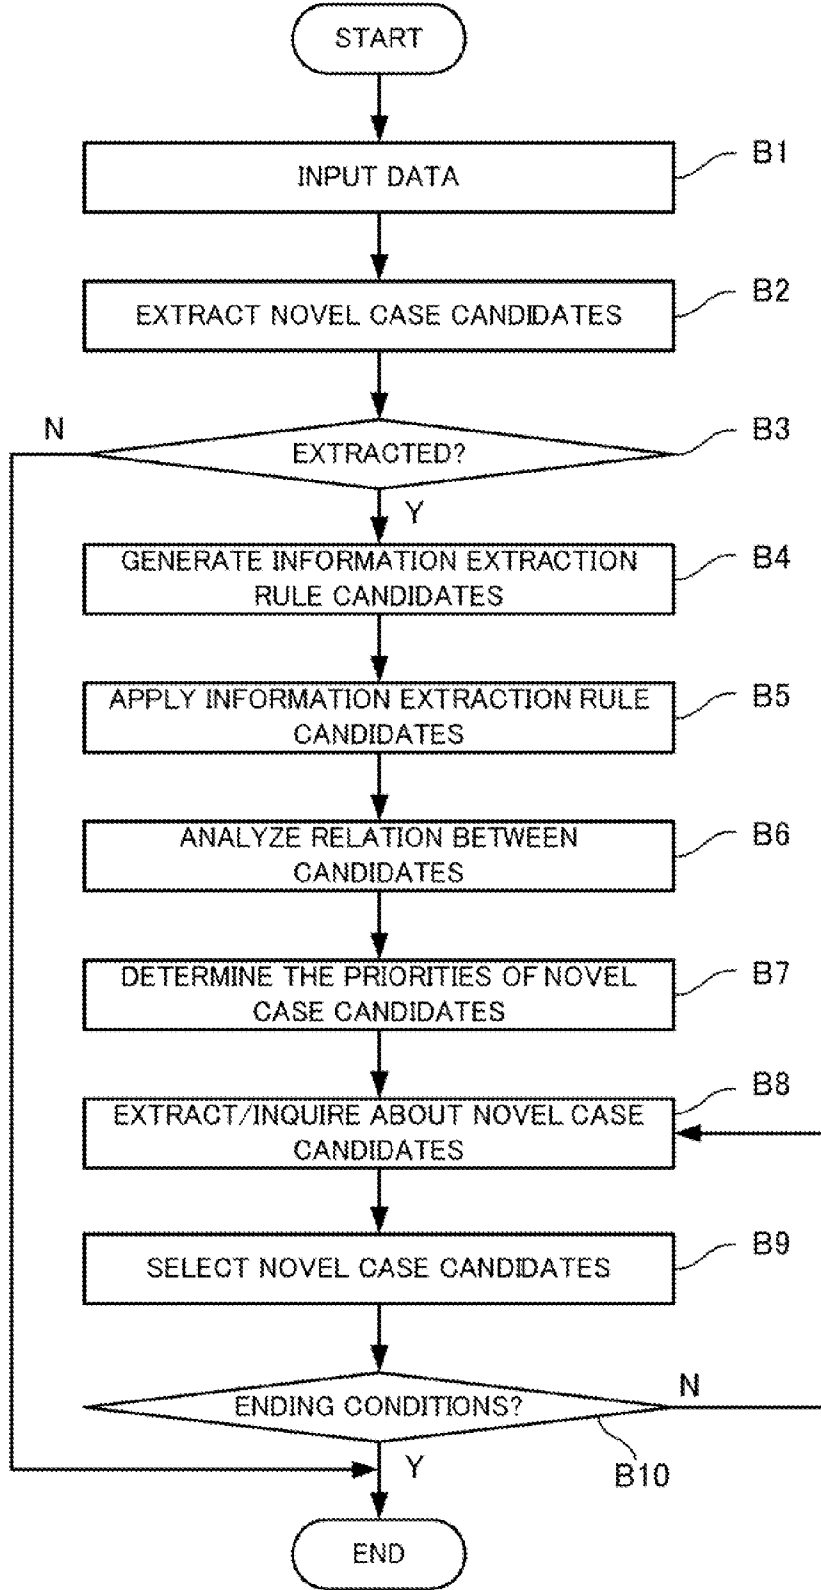 START
INPUT DATA
B1
EXTRACT NOVEL CASE CANDIDATES
B2
N
EXTRACTED?
B3
Y
GENERATE INFORMATION EXTRACTION
RULE CANDIDATES
B4
APPLY INFORMATION EXTRACTION RULE
CANDIDATES
B5
ANALYZE RELATION BETWEEN
CANDIDATES
B6
DETERMINE THE PRIORITIES OF NOVEL
CASE CANDIDATES
B7
EXTRACT/INQUIRE ABOUT NOVEL CASE
CANDIDATES
B8
SELECT NOVEL CASE CANDIDATES
B9
ENDING CONDITIONS?
N
B10
Y
END